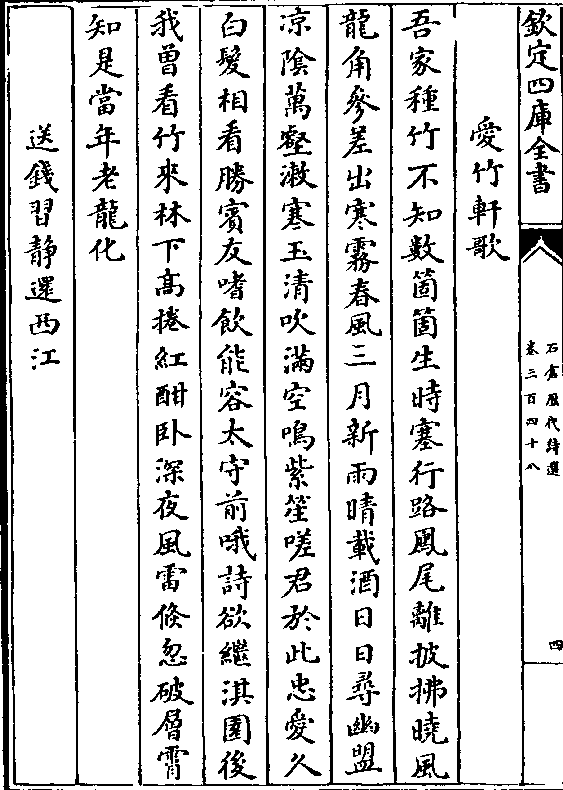 欽定四庫全書
石倉歷代詩選
卷三百四十八
四
愛竹軒歌
吾家種竹不知數箇箇生時塞行路鳳尾離披拂曉風
龍角參差出寒霧春風三月新雨晴載酒日日尋幽盟
凉陰萬壑潄寒玉清吹滿空鳴紫笙嗟君於此忠愛久
白髮相看勝賓友嗜飲能容太守前哦詩欲繼淇園後
我曾看竹來林下髙捲紅酣卧深夜風雷倐忽破層霄
知是當年老龍化
送錢習静還西江